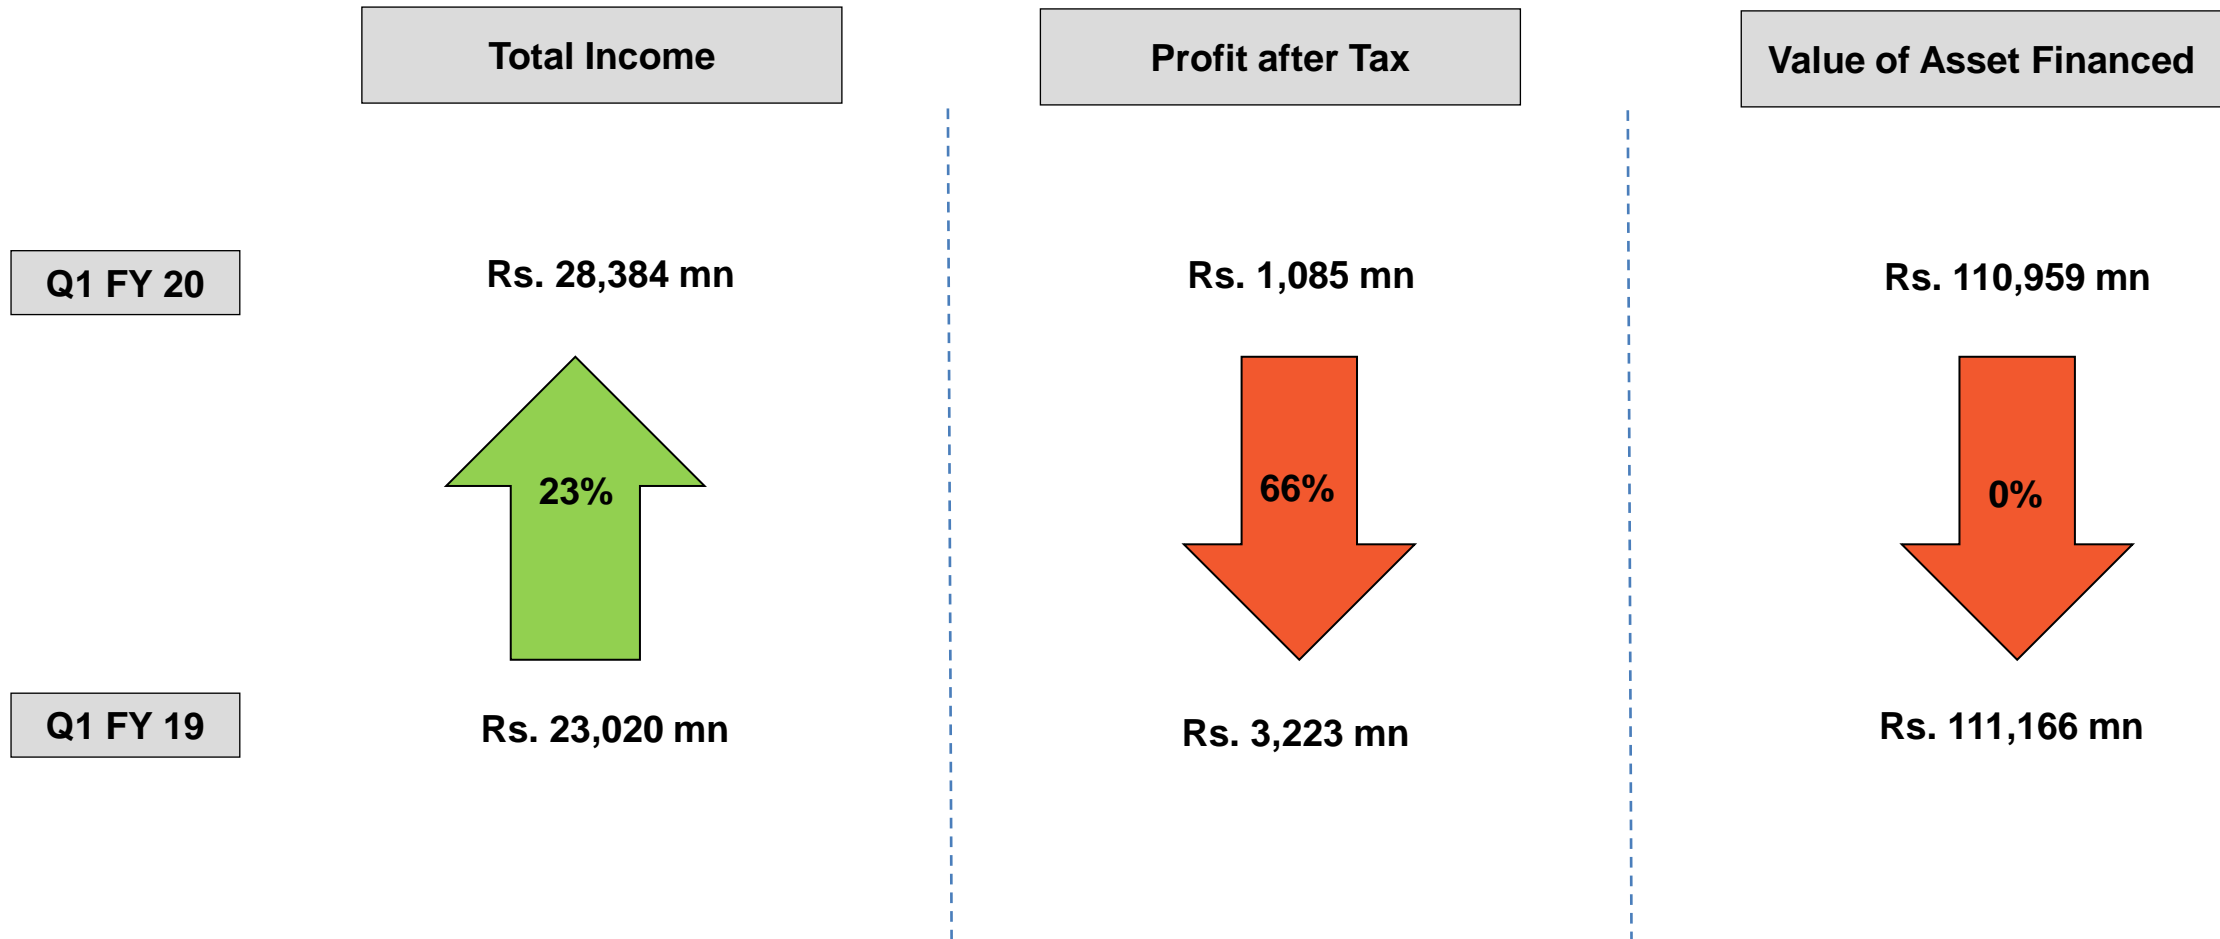 Total Income
Profit after Tax
Value of Asset Financed
Q1 FY 20
Rs. 28,384 mn
Rs. 1,085 mn
Rs. 110,959 mn
23%
66%
0%
Q1 FY 19
Rs. 23,020 mn
Rs. 3,223 mn
Rs. 111,166 mn